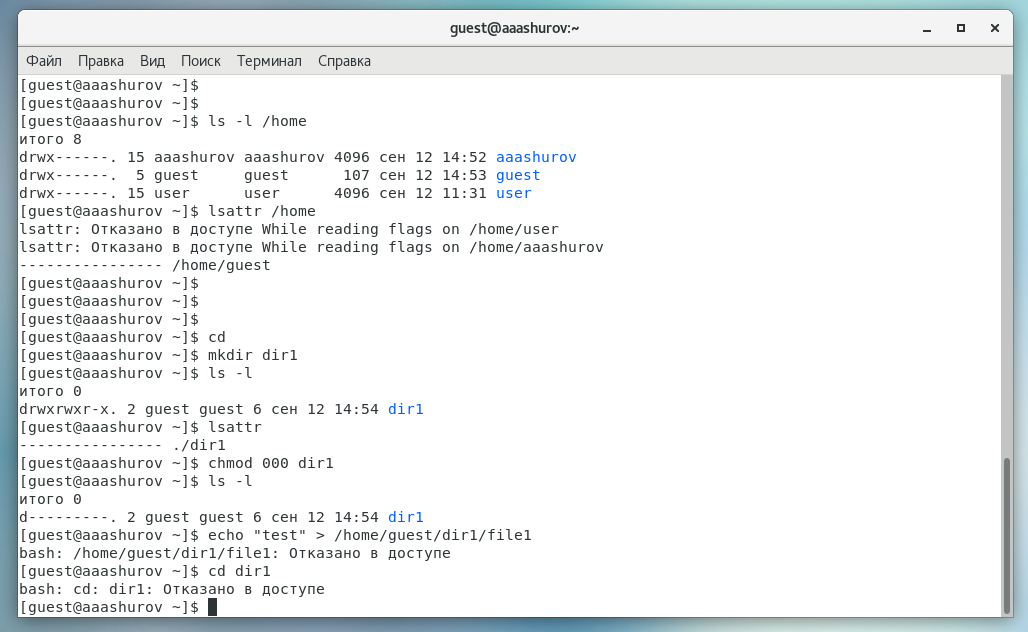 guest@aaashurov:~
Файл Правка Вид Поиск Терминал Справка
[guest@aaashurov ~]$
[guest@aaashurov ~]$
[guest@aaashurov ~]$ ls -l /home
итого 8
drwx------. 15 aaashurov aaashurov 4096 сен 12 14:52 aaashurov
drwx------.  5 guest     guest      107 сен 12 14:53 guest
drwx------. 15 user      user      4096 сен 12 11:31 user
[guest@aaashurov ~]$ lsattr /home
lsattr: Отказано в доступе While reading flags on /home/user
lsattr: Отказано в доступе While reading flags on /home/aaashurov
---------------- /home/guest
[guest@aaashurov ~]$
[guest@aaashurov ~]$
[guest@aaashurov ~]$
[guest@aaashurov ~]$ cd
[guest@aaashurov ~]$ mkdir dir1
[guest@aaashurov ~]$ ls -l
итого 0
drwxrwxr-x. 2 guest guest 6 сен 12 14:54 dir1
[guest@aaashurov ~]$ lsattr
---------------- ./dir1
[guest@aaashurov ~]$ chmod 000 dir1
[guest@aaashurov ~]$ ls -l
итого 0
d---------. 2 guest guest 6 сен 12 14:54 dir1
[guest@aaashurov ~]$ echo "test" > /home/guest/dir1/file1
bash: /home/guest/dir1/file1: Отказано в доступе
[guest@aaashurov ~]$ cd dir1
bash: cd: dir1: Отказано в доступе
[guest@aaashurov ~]$